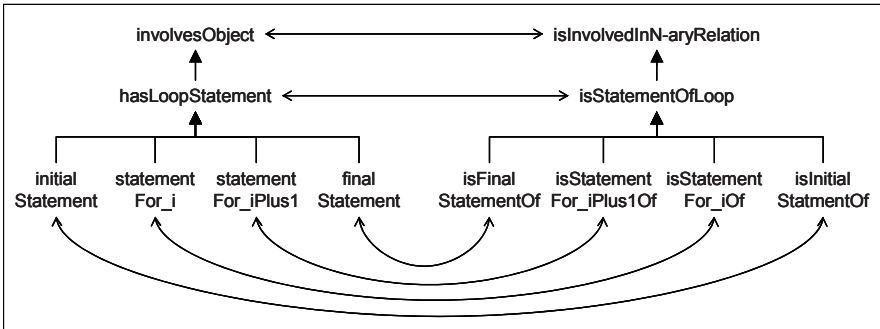 involvesObject isInvolvedInN-aryRelation
hasLoopStatement isStatementOfLoop
initial statement statement final isFinal isStatement isStatement isInitial
Statement For_i For_iPlus1 Statement StatementOf For_iPlus1Of For_iOf StatmentOf